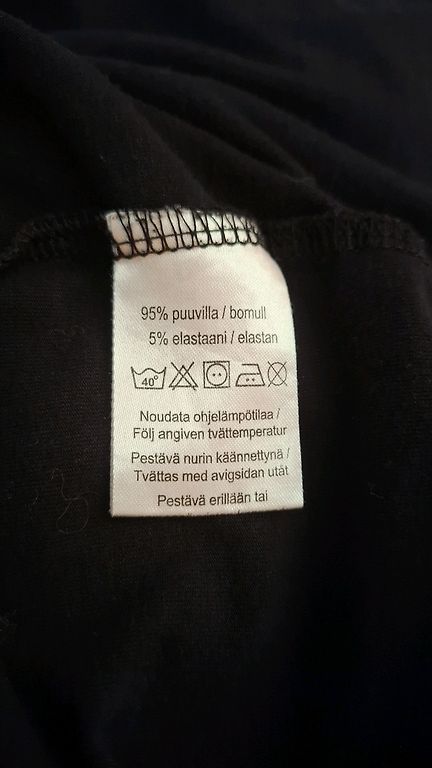 95% puuvilla / bomull
5% elastaani / elastan
40°
Noudata ohjelämpötilaa /
Följ angiven tvättemperatur
Pestävä nurin käännettynä /
Tvättas med avigsidan utåt
Pestävä erillään tai